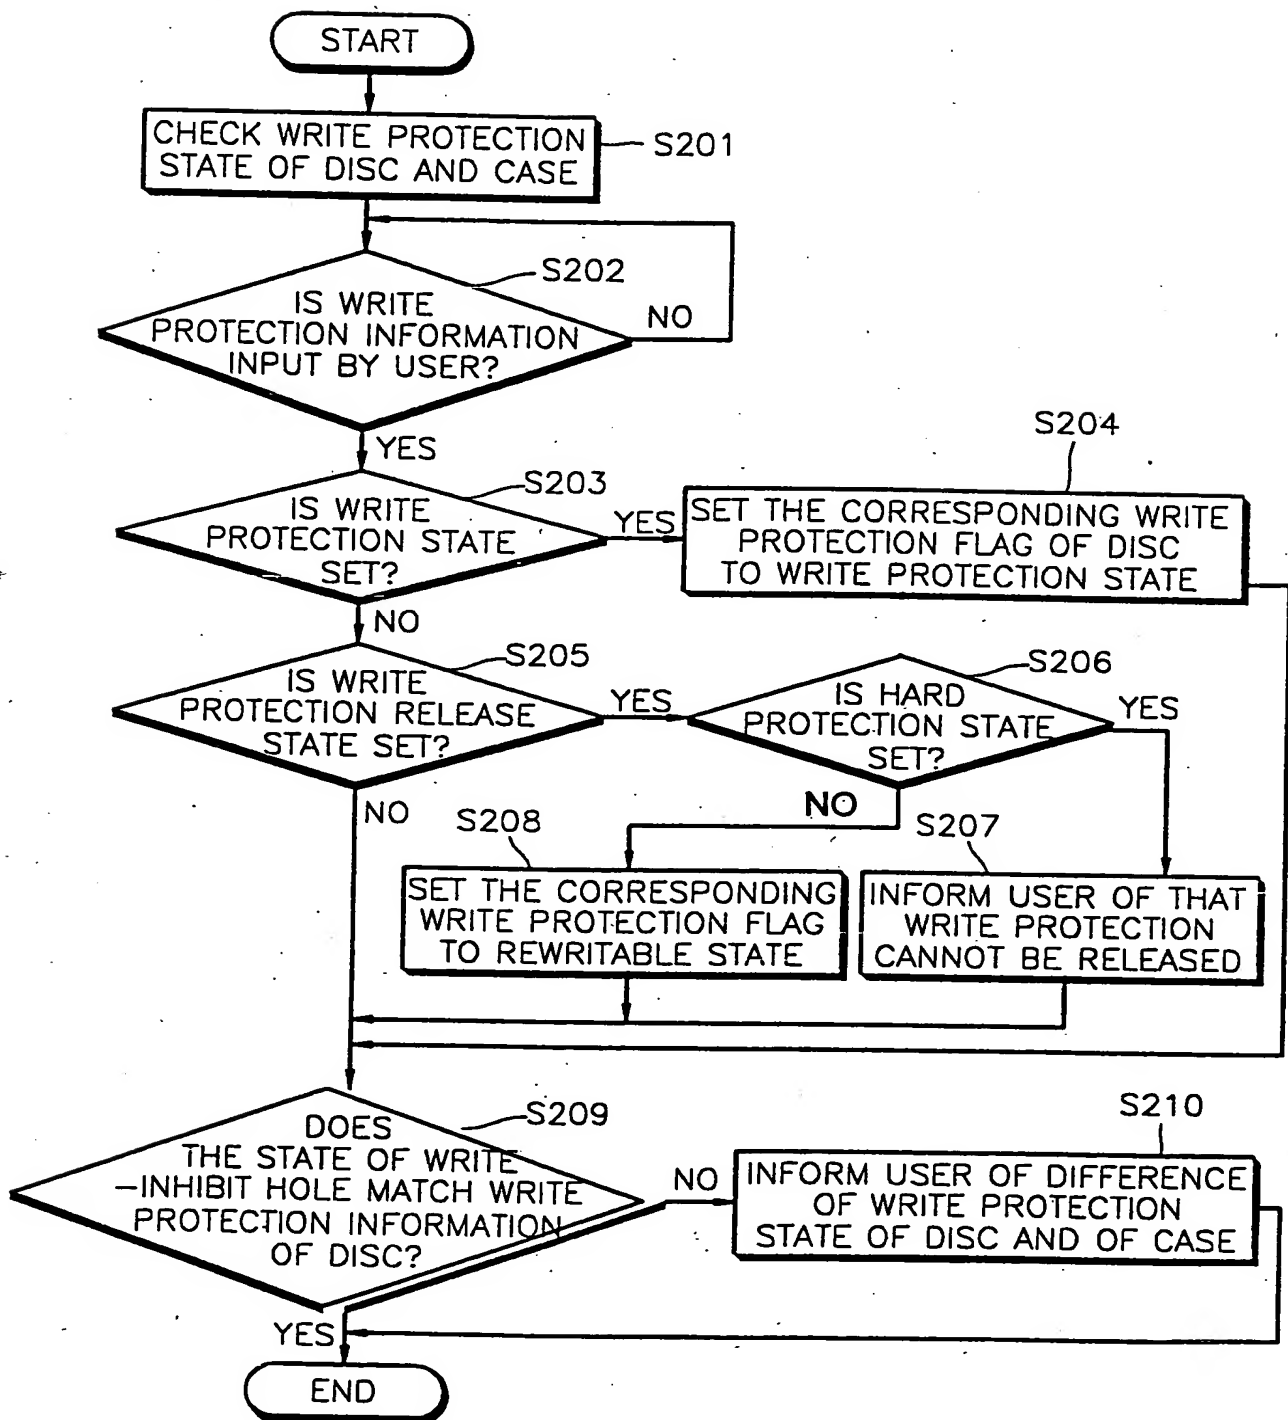 START
CHECK WRITE PROTECTION
STATE OF DISC AND CASE
S201
S202
IS WRITE
PROTECTION INFORMATION
INPUT BY USER?
NO
YES
S203
IS WRITE
PROTECTION STATE
SET?
YES
S204
SET THE CORRESPONDING WRITE
PROTECTION FLAG OF DISC
TO WRITE PROTECTION STATE
NO
S205
IS WRITE
PROTECTION RELEASE
STATE SET?
YES
S206
IS HARD
PROTECTION STATE
SET?
YES
NO
NO
S208
SET THE CORRESPONDING
WRITE PROTECTION FLAG
TO REWRITABLE STATE
S207
INFORM USER OF THAT
WRITE PROTECTION
CANNOT BE RELEASED
S209
DOES
THE STATE OF WRITE
-INHIBIT HOLE MATCH WRITE
PROTECTION INFORMATION
OF DISC?
NO
S210
INFORM USER OF DIFFERENCE
OF WRITE PROTECTION
STATE OF DISC AND OF CASE
YES
END